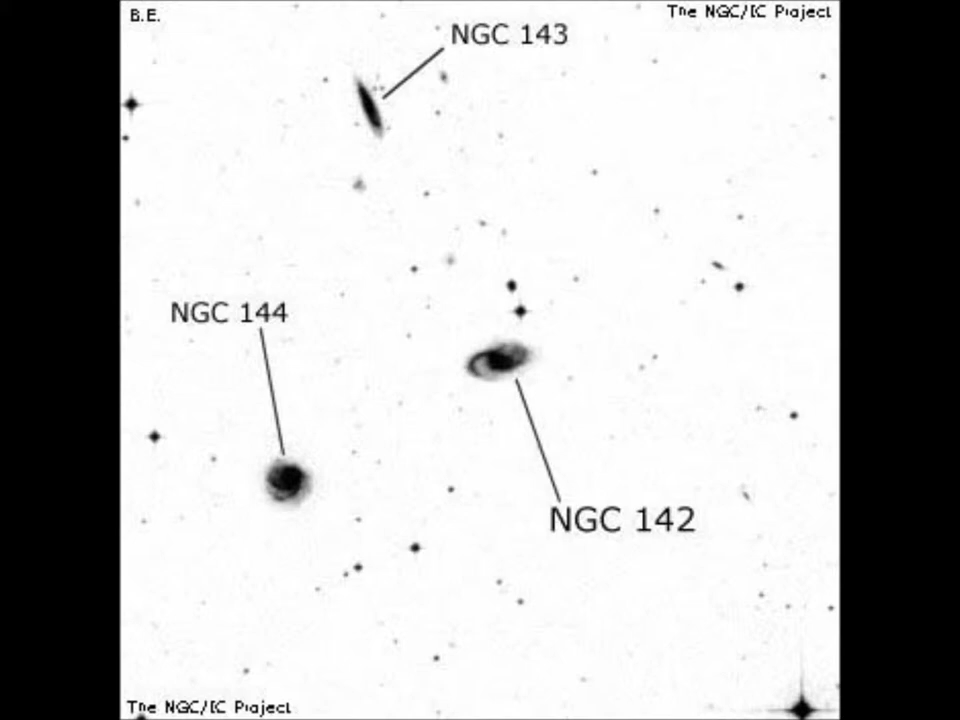 B.E.
The NGC/IC Project
NGC 143
NGC 144
NGC 142
The NGC/IC Project